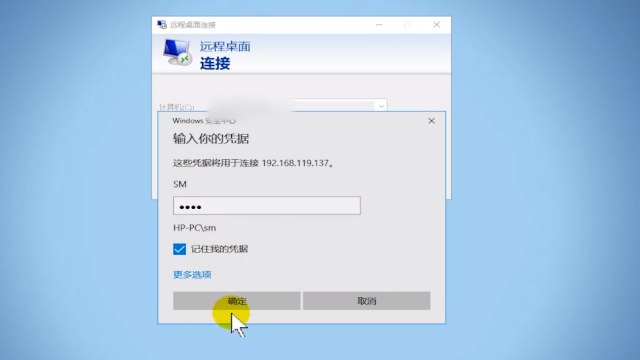 远程桌面连接
远程桌面
连接
计算机(C):
Windows 安全中心
输入你的凭据
这些凭据将用于连接 192.168.119.137。
SM
●●●●
HP-PC\sm
记住我的凭据
更多选项
确定
取消